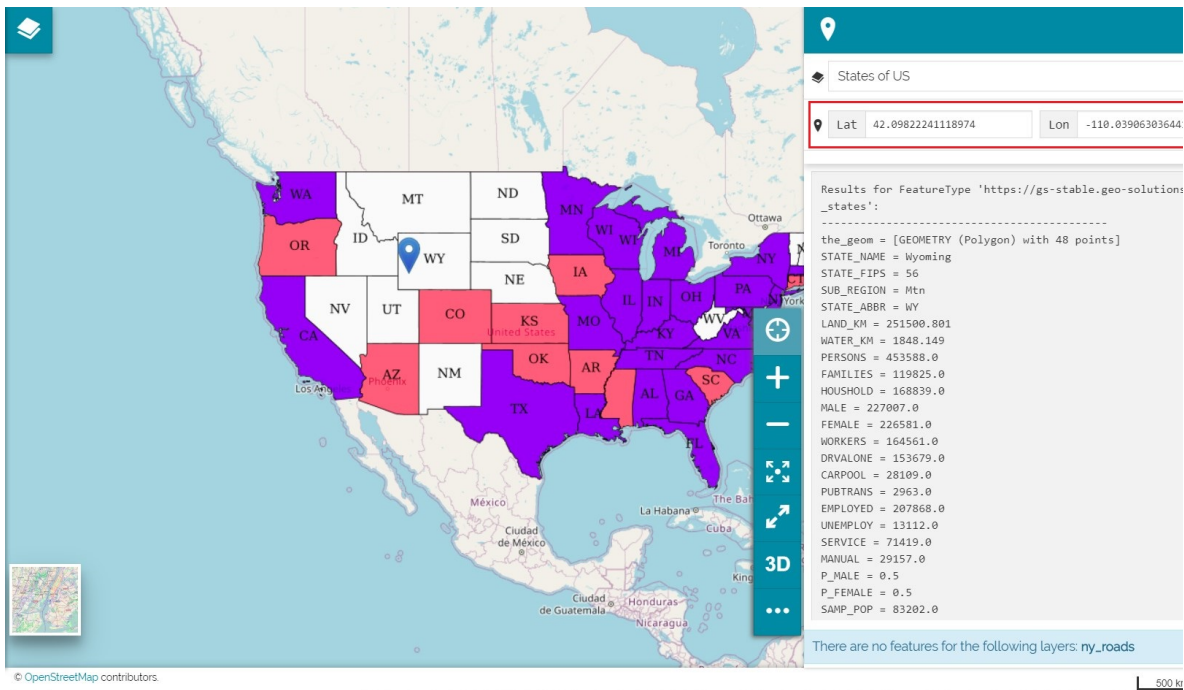 States of US
Lat 42.09822241118974 Lon -110.039063036441
Results for FeatureType 'https://gs-stable.geo-solutions
_states':
--------------------------------------------
the_geom = [GEOMETRY (Polygon) with 48 points]
STATE_NAME = Wyoming
STATE_FIPS = 56
SUB_REGION = Mtn
STATE_ABBR = WY
LAND_KM = 251500.801
WATER_KM = 1848.149
PERSONS = 453588.0
FAMILIES = 119825.0
HOUSHOLD = 168839.0
MALE = 227007.0
FEMALE = 226581.0
WORKERS = 164561.0
DRVALONE = 153679.0
CARPOOL = 28109.0
PUBTRANS = 2963.0
EMPLOYED = 207868.0
UNEMPLOY = 13112.0
SERVICE = 71419.0
MANUAL = 29157.0
P_MALE = 0.5
P_FEMALE = 0.5
SAMP_POP = 83202.0
There are no features for the following layers: ny_roads
WA
MT
ND
MN
OR
ID
WY
SD
WI
MI
NY
Ottawa
Toronto
IA
NE
PA
CT
York
NV
UT
CO
KS
United States
MO
IL
IN
OH
WV
VA
KY
CA
AZ
Phoenix
NM
OK
AR
TN
NC
SC
Los Angeles
TX
LA
AL
GA
FL
México
Ciudad
de México
La Habana
Cuba
The Bah
King
Ciudad
de Guatemala
Honduras
Nicaragua
3D
© OpenStreetMap contributors.
500 km